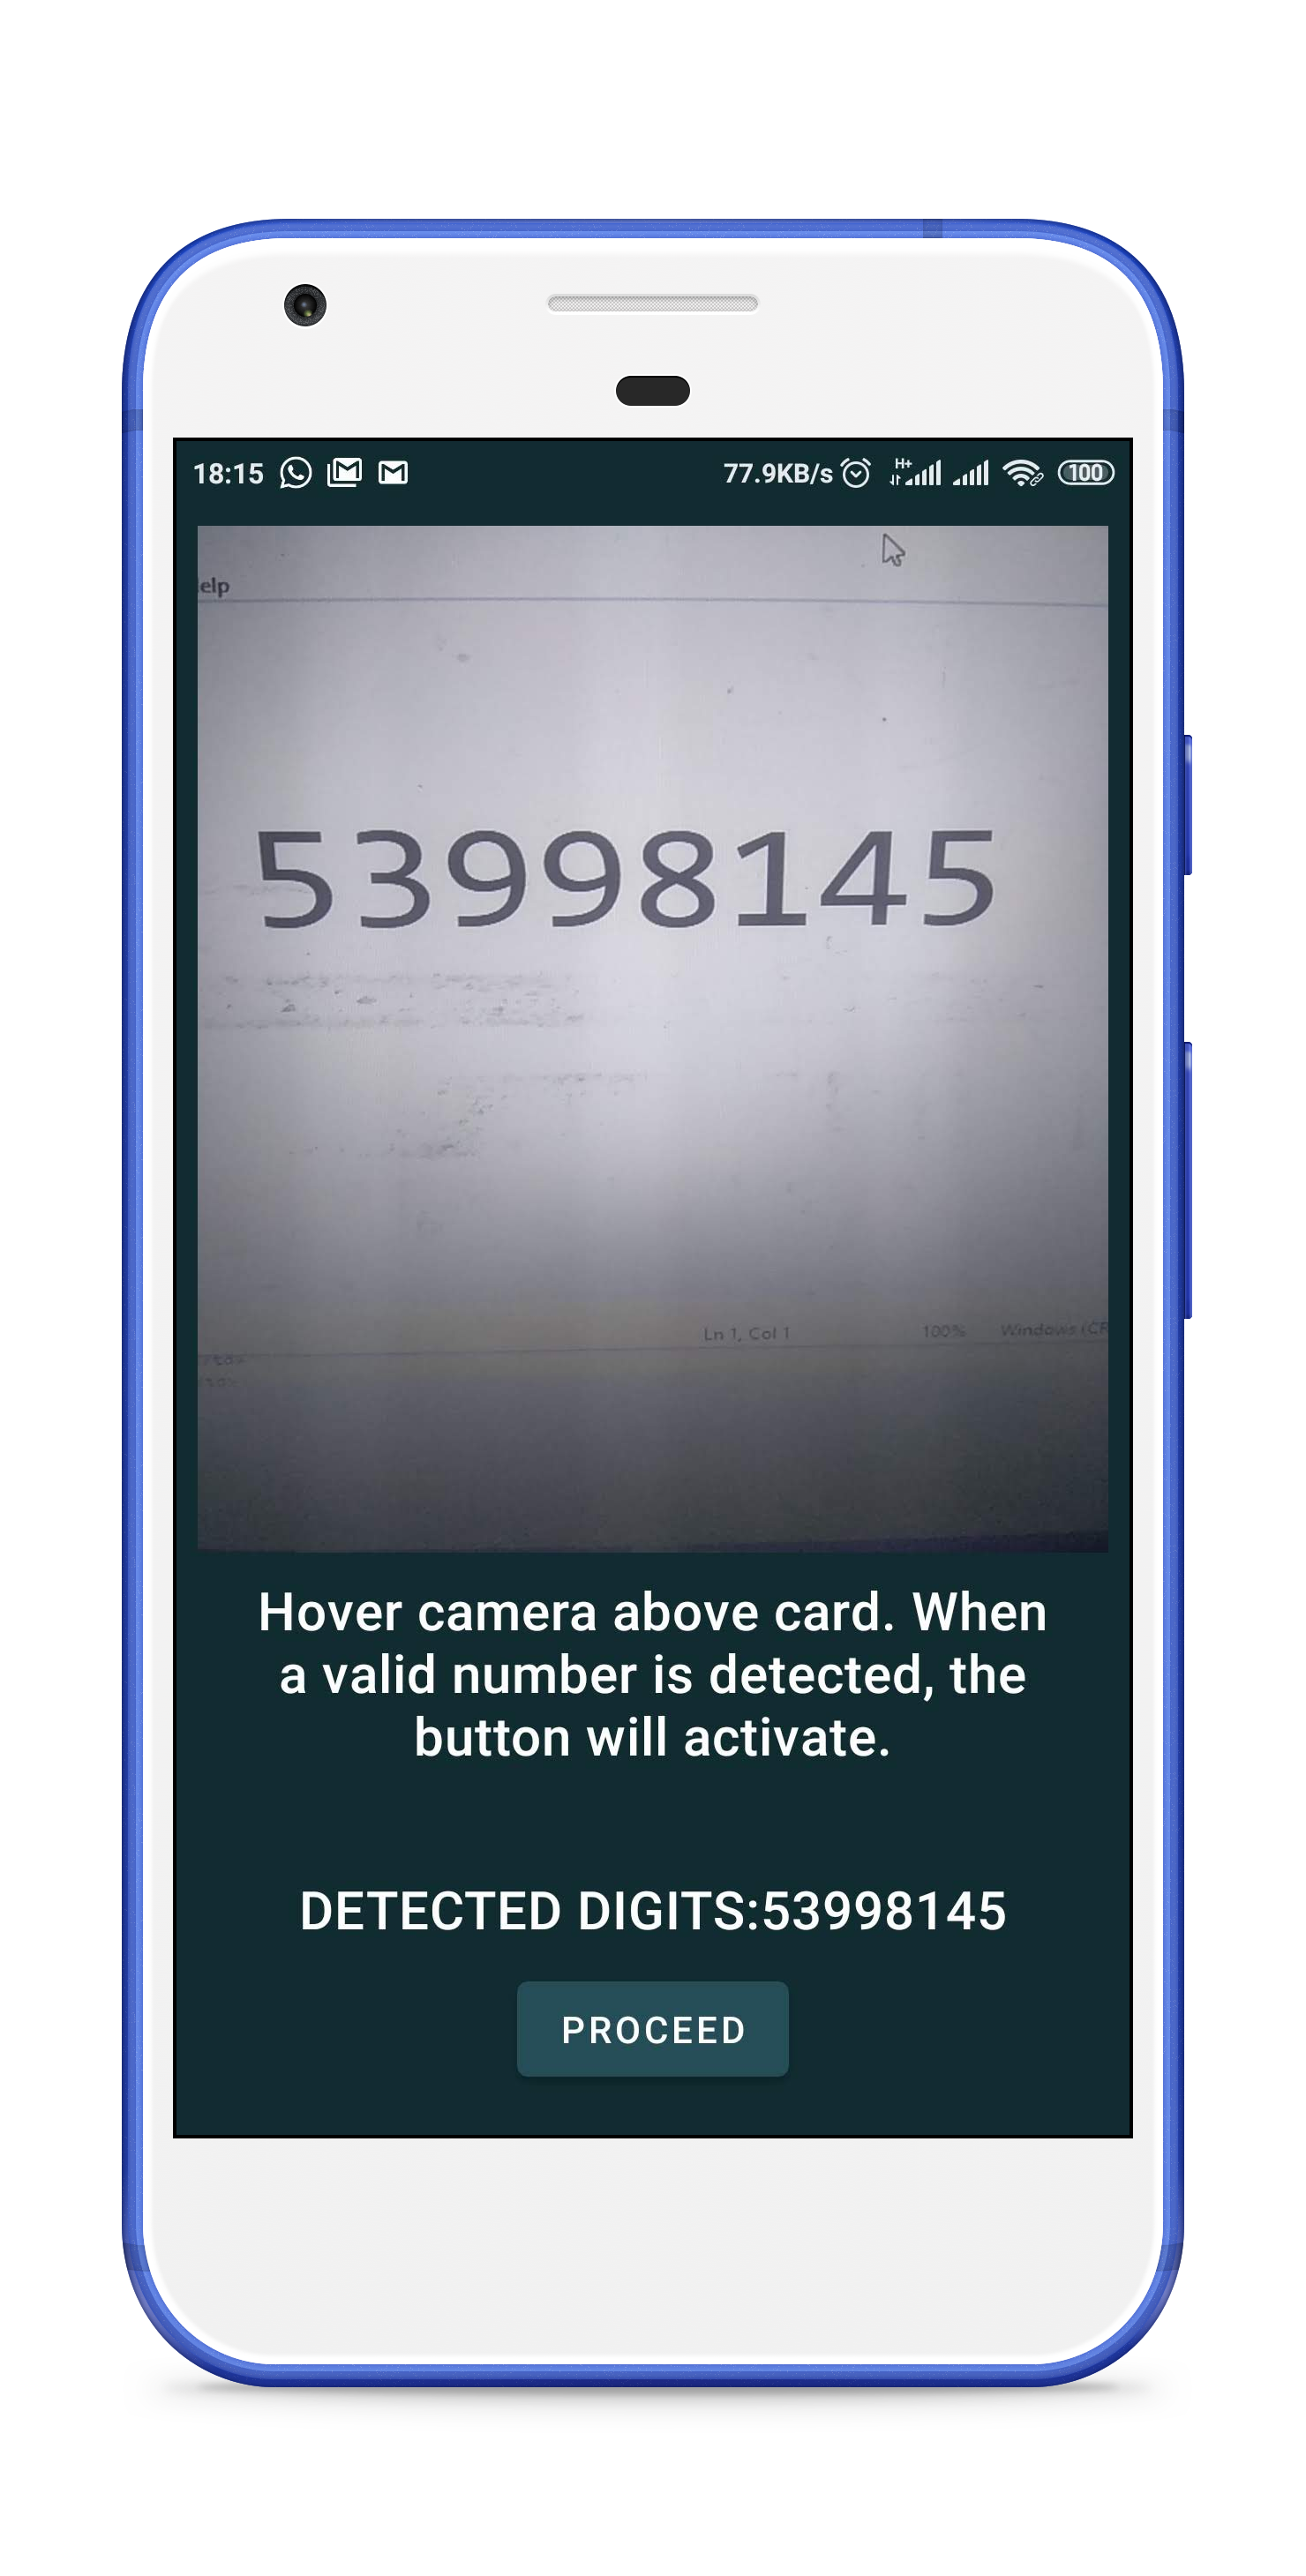 18:15 77.9KB/s H+ 100
elp
53998145
Ln 1, Col 1 100% Windows (CR
Hover camera above card. When
a valid number is detected, the
button will activate.
DETECTED DIGITS:53998145
PROCEED